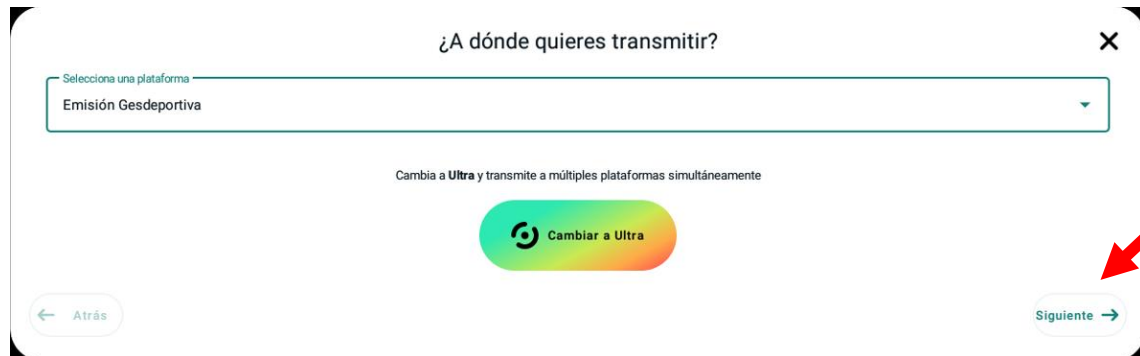 ¿A dónde quieres transmitir?
Selecciona una plataforma
Emisión Gesdeportiva
Cambia a Ultra y transmite a múltiples plataformas simultáneamente
Cambiar a Ultra
Atrás
Siguiente